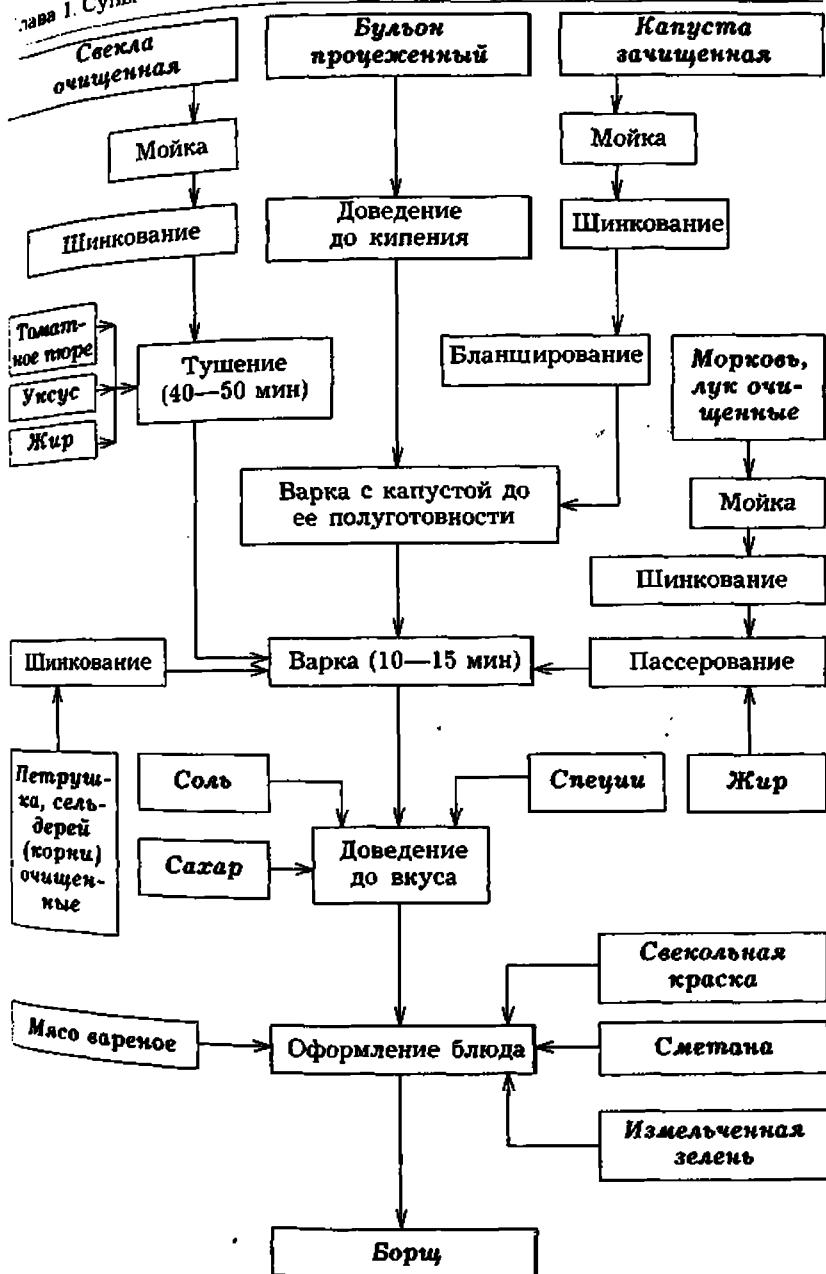 лава 1. Супы
Свекла
очищенная
Бульон
процеженный
Капуста
зачищенная
Мойка
Мойка
Шинкование
Доведение
до кипения
Шинкование
Томат-
ное пюре
Уксус
Жир
Тушение
(40—50 мин)
Бланширование
Морковь,
лук очи-
щенные
Варка с капустой до
ее полуготовности
Мойка
Шинкование
Шинкование
Варка (10—15 мин)
Пассерование
Петруш-
ка, сель-
дерей
(корни)
очищен-
ные
Соль
Специи
Жир
Сахар
Доведение
до вкуса
Свекольная
краска
Мясо вареное
Оформление блюда
Сметана
Измельченная
зелень
Борщ